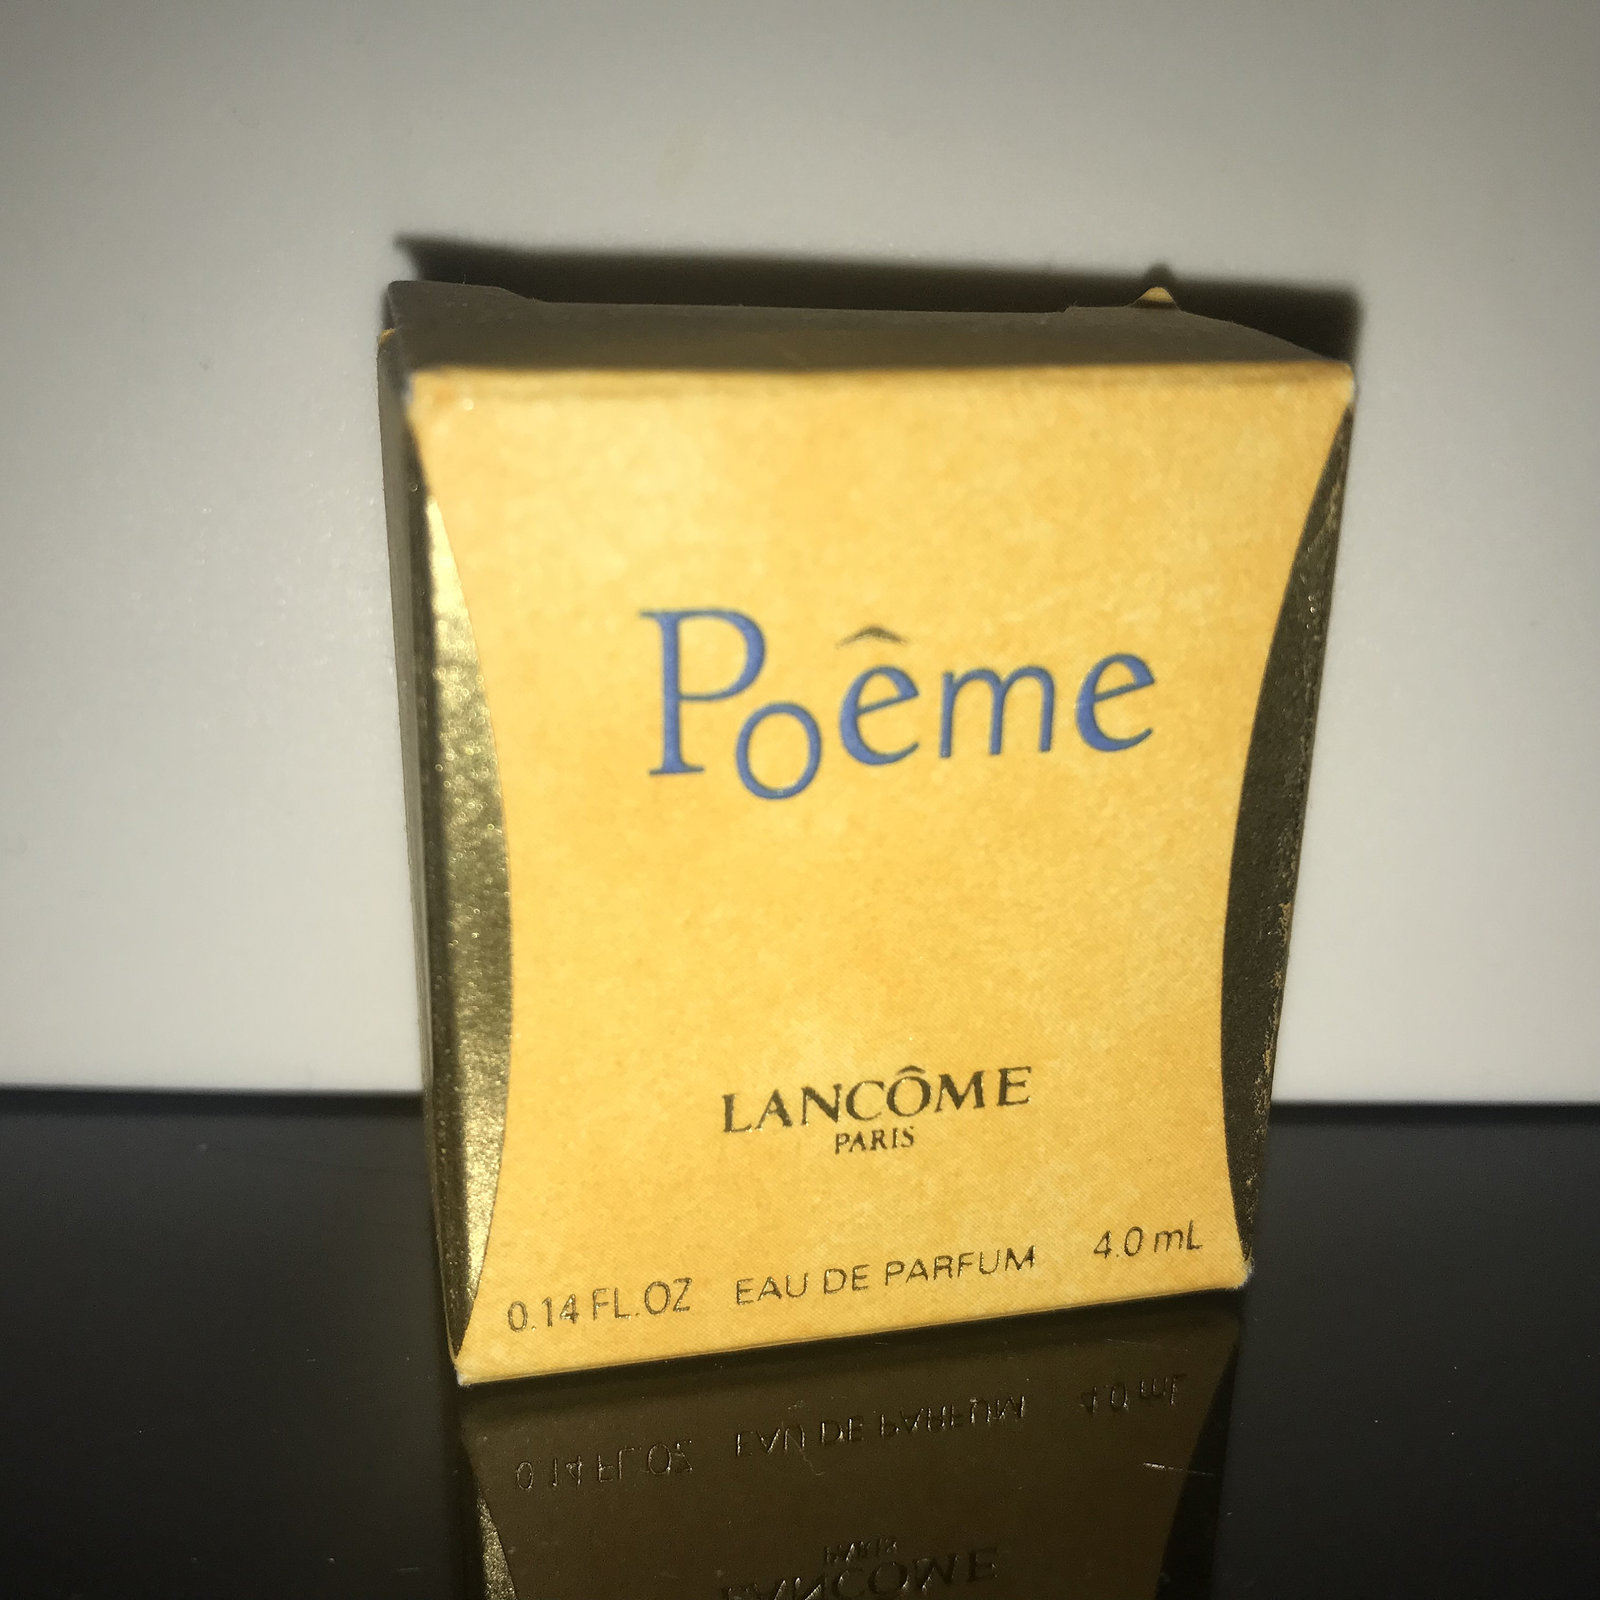 Poême
LANCÔME
PARIS
0.14 FL.OZ EAU DE PARFUM 4.0 mL